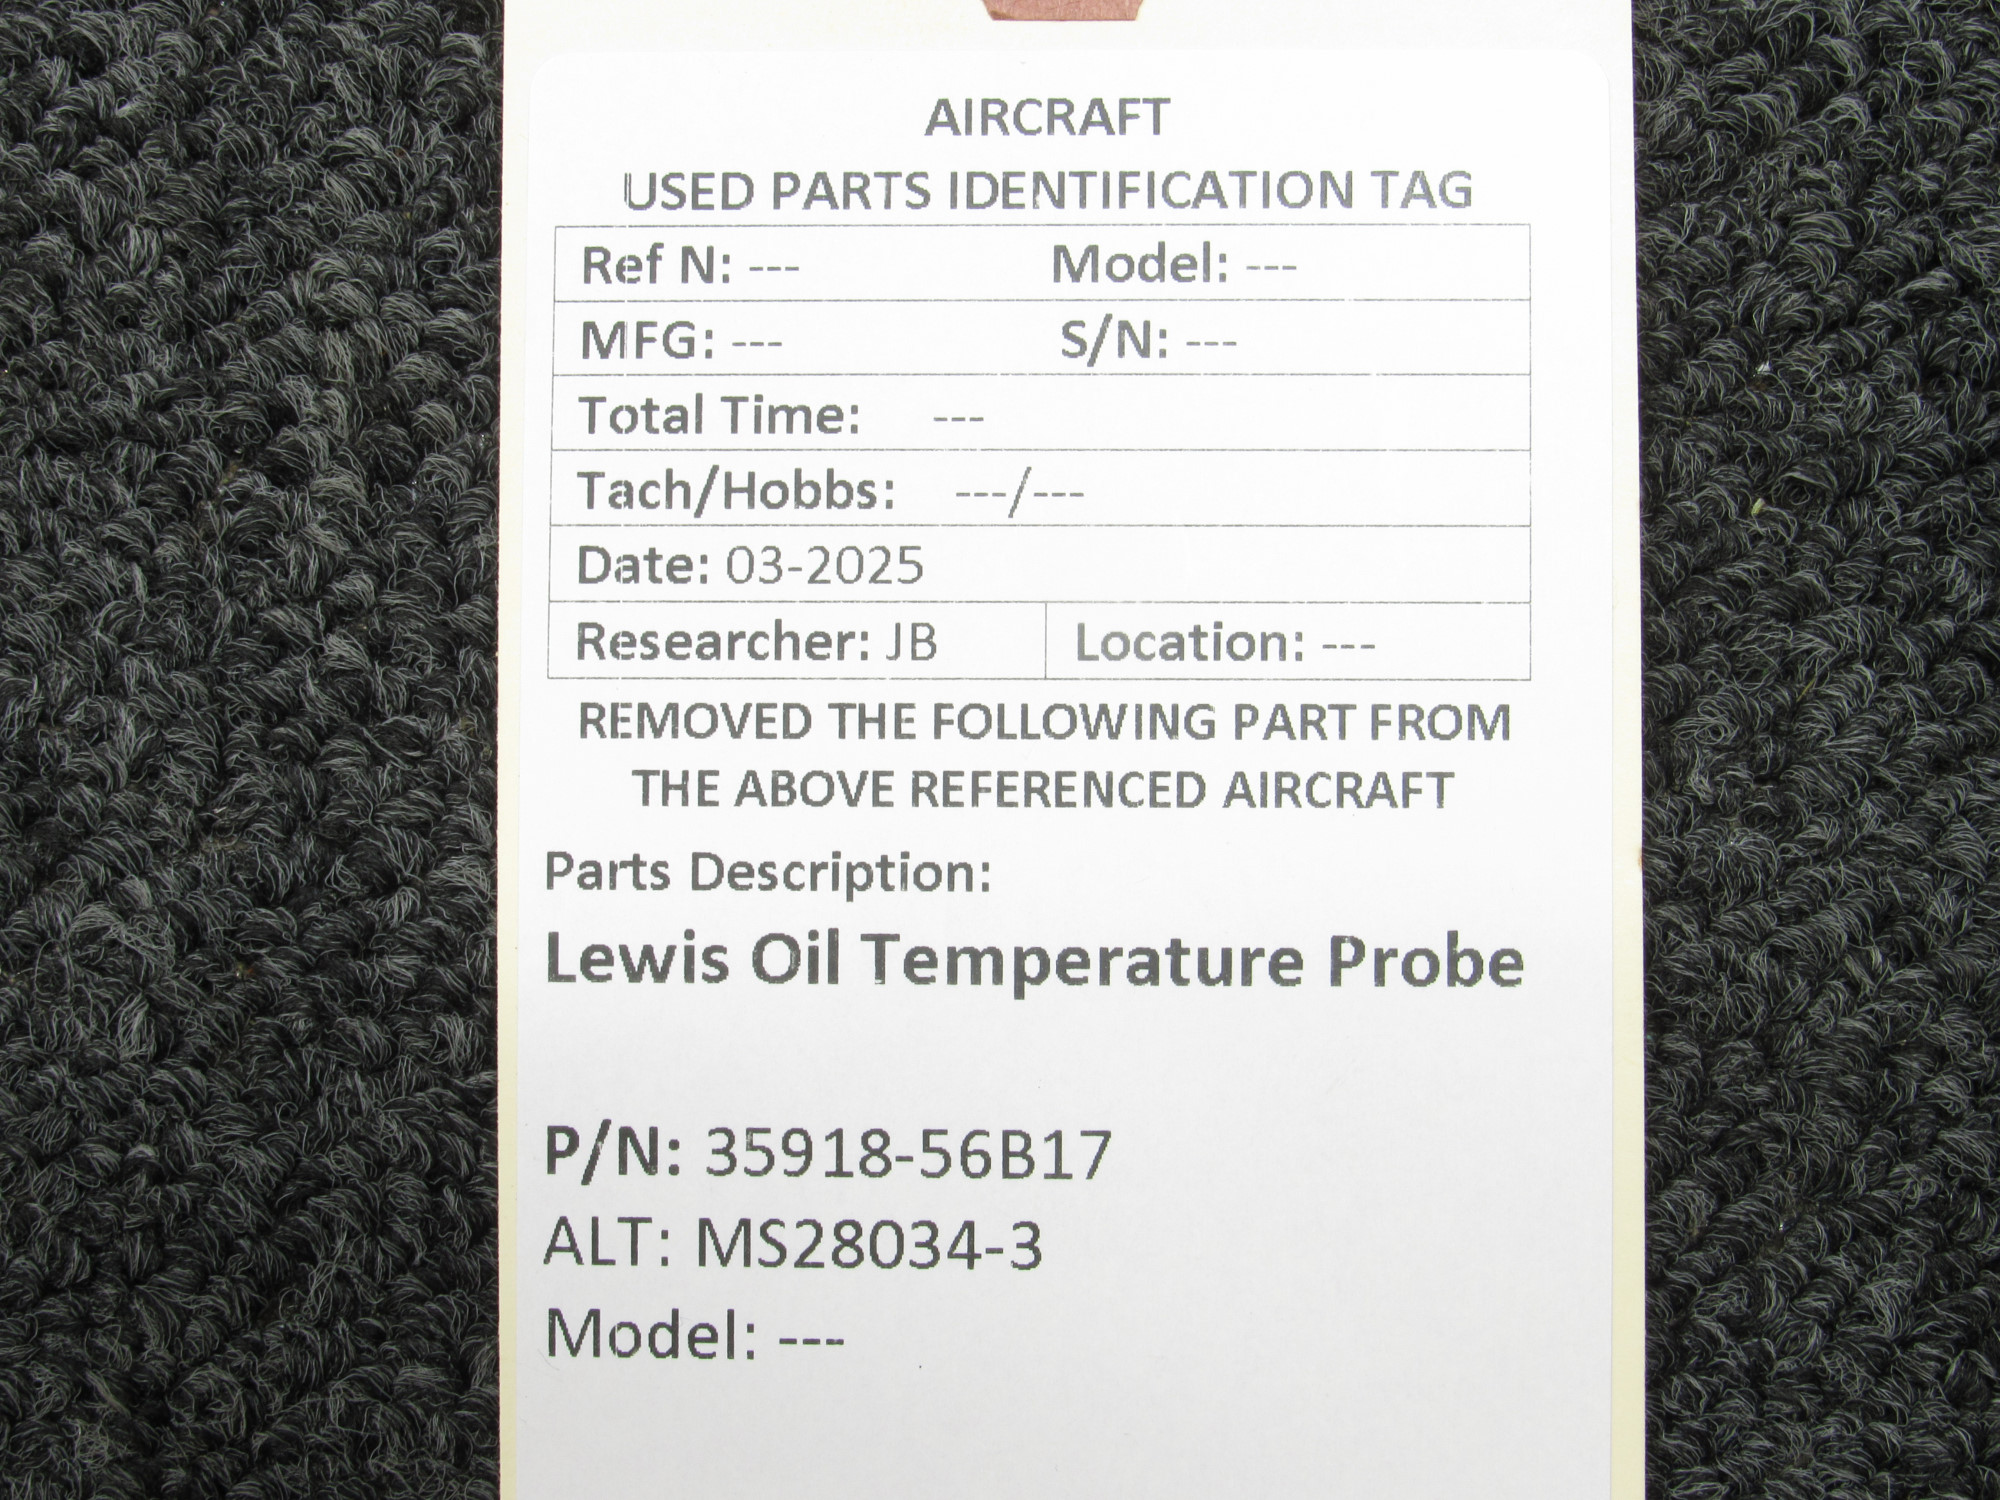 AIRCRAFT
USED PARTS IDENTIFICATION TAG
Ref N: --- Model: ---
MFG: --- S/N: ---
Total Time: ---
Tach/Hobbs: ---/---
Date: 03-2025
Researcher: JB Location: ---
REMOVED THE FOLLOWING PART FROM
THE ABOVE REFERENCED AIRCRAFT
Parts Description:
Lewis Oil Temperature Probe
P/N: 35918-56B17
ALT: MS28034-3
Model: ---